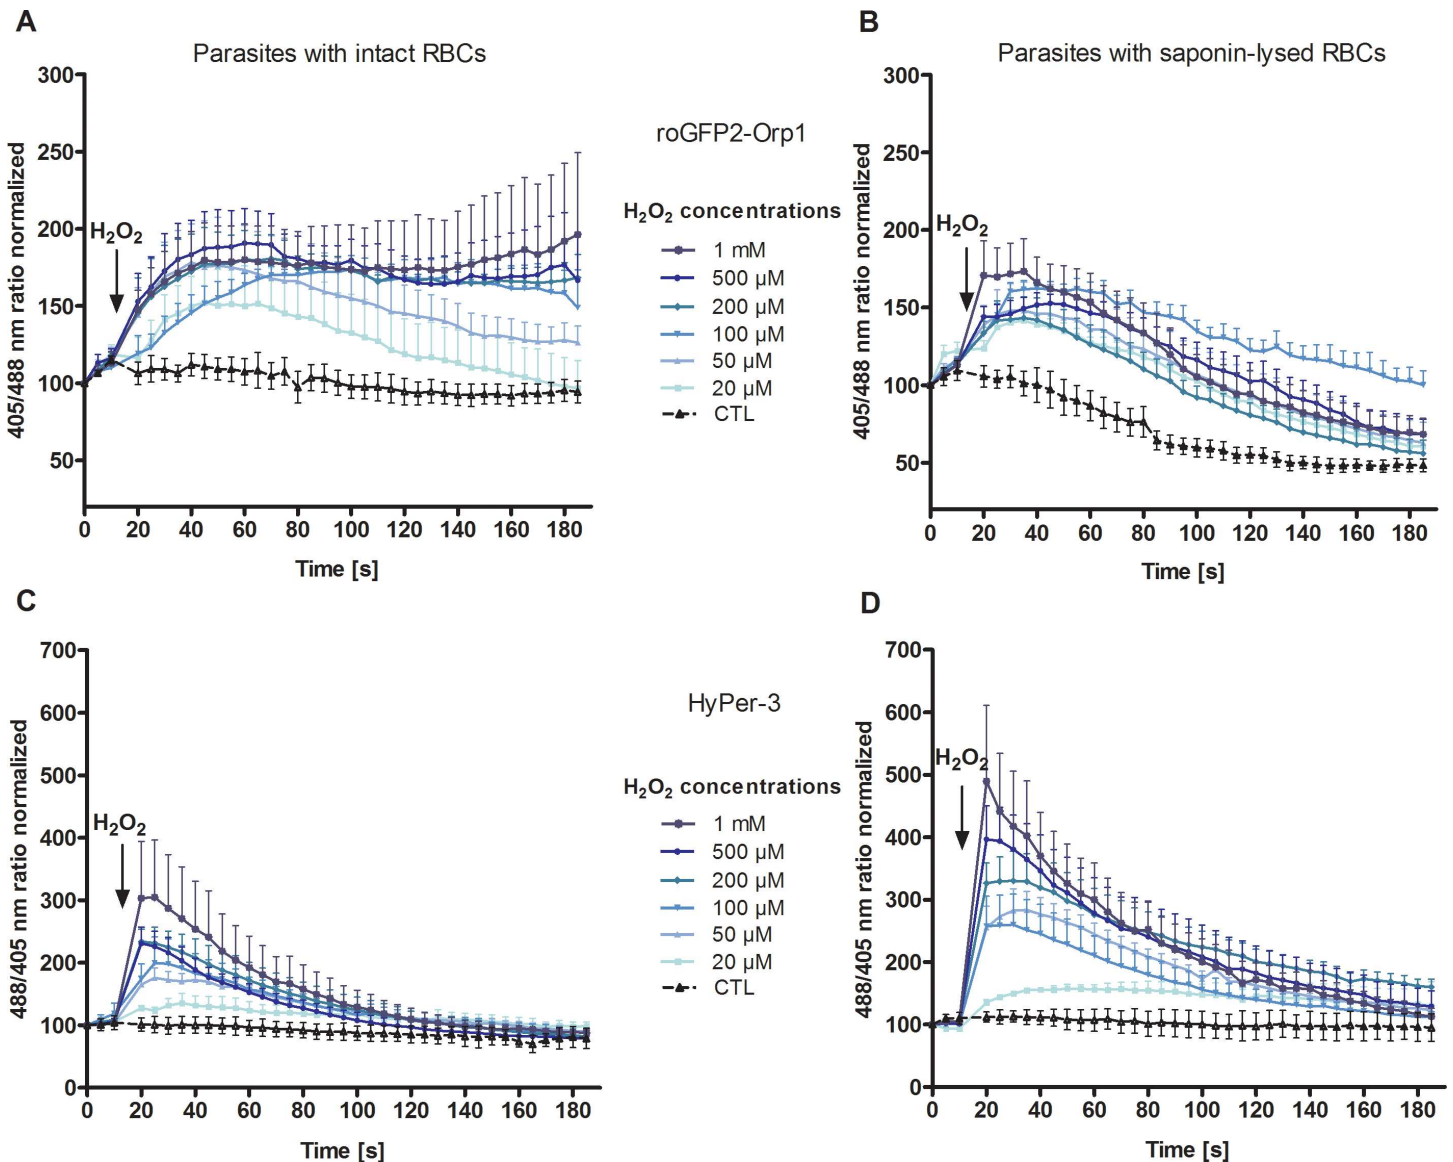 A
Parasites with intact RBCs
300
250
200
150
100
50
0 20 40 60 80 100 120 140 160 180
405/488 nm ratio normalized
H₂O₂
Time [s]
roGFP2-Orp1
H₂O₂ concentrations
1 mM
500 µM
200 µM
100 µM
50 µM
20 µM
CTL
B
Parasites with saponin-lysed RBCs
300
250
200
150
100
50
0 20 40 60 80 100 120 140 160 180
405/488 nm ratio normalized
H₂O₂
Time [s]
C
700
600
500
400
300
200
100
0
0 20 40 60 80 100 120 140 160 180
488/405 nm ratio normalized
H₂O₂
Time [s]
HyPer-3
H₂O₂ concentrations
1 mM
500 µM
200 µM
100 µM
50 µM
20 µM
CTL
D
700
600
500
400
300
200
100
0
0 20 40 60 80 100 120 140 160 180
488/405 nm ratio normalized
H₂O₂
Time [s]